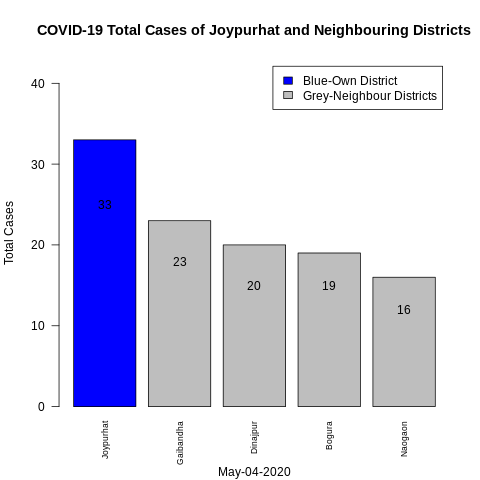 COVID-19 Total Cases of Joypurhat and Neighbouring Districts
Blue-Own District
Grey-Neighbour Districts
Total Cases
40
30
20
10
0
33
23
20
19
16
Joypurhat
Gaibandha
Dinajpur
Bogura
Naogaon
May-04-2020